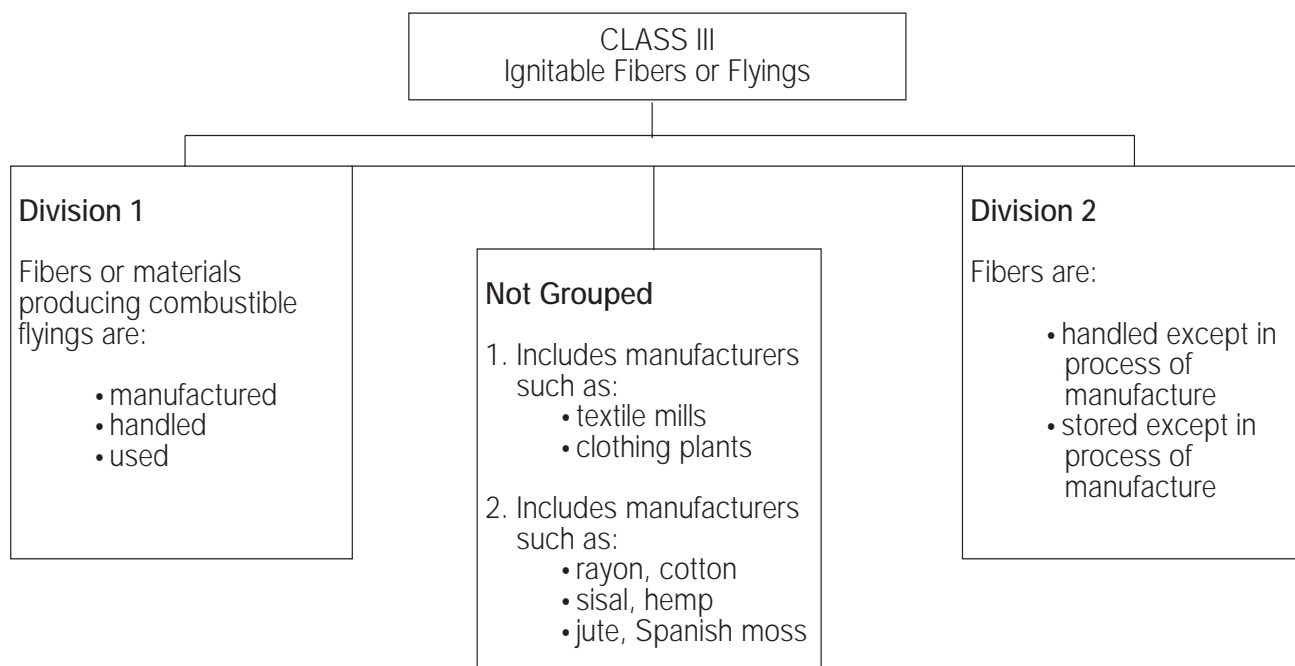 CLASS III
Ignitable Fibers or Flyings
Division 1
Fibers or materials
producing combustible
flyings are:
• manufactured
• handled
• used
Not Grouped
1. Includes manufacturers
such as:
• textile mills
• clothing plants
2. Includes manufacturers
such as:
• rayon, cotton
• sisal, hemp
• jute, Spanish moss
Division 2
Fibers are:
• handled except in
process of
manufacture
• stored except in
process of
manufacture